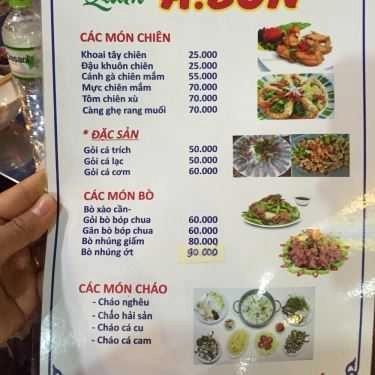 Quán A.BÔN
CÁC MÓN CHIÊN
Khoai tây chiên 25.000
Đậu khuôn chiên 25.000
Cánh gà chiên mắm 55.000
Mực chiên mắm 70.000
Tôm chiên xù 70.000
Càng ghẹ rang muối 70.000
* ĐẶC SẢN
Gỏi cá trích 50.000
Gỏi cá lạc 50.000
Gỏi cá cơm 60.000
CÁC MÓN BÒ
Bò xào cần-
Gỏi bò bóp chua 60.000
Gân bò bóp chua 60.000
Bò nhúng giấm 80.000
Bò nhúng ớt 90 000
CÁC MÓN CHÁO
- Cháo nghêu
- Chấo hải sản
- Cháo cá cu
- Cháo cá cam